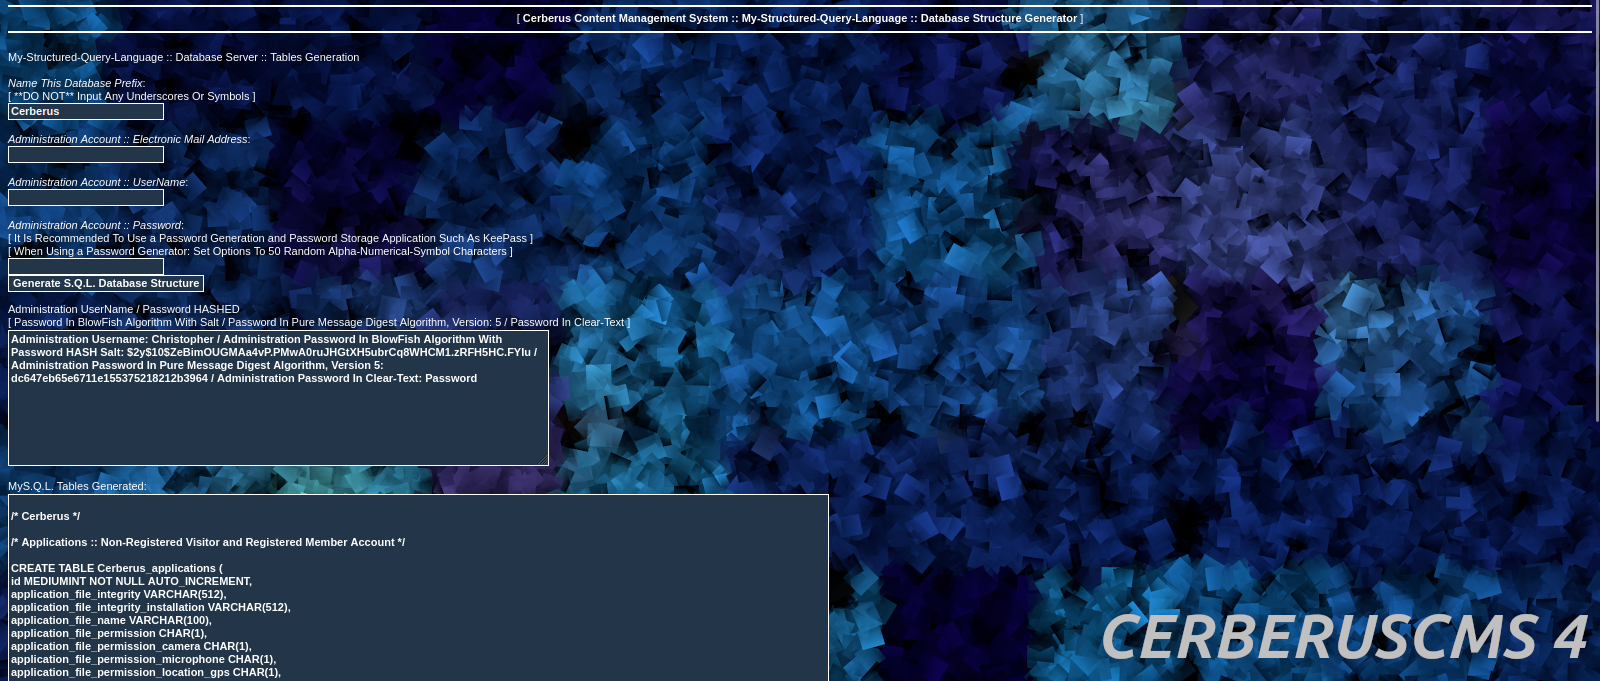 [ Cerberus Content Management System :: My-Structured-Query-Language :: Database Structure Generator ]
My-Structured-Query-Language :: Database Server :: Tables Generation
Name This Database Prefix:
[ **DO NOT** Input Any Underscores Or Symbols ]
Cerberus
Administration Account :: Electronic Mail Address:
Administration Account :: UserName:
Administration Account :: Password:
[ It Is Recommended To Use a Password Generation and Password Storage Application Such As KeePass ]
[ When Using a Password Generator: Set Options To 50 Random Alpha-Numerical-Symbol Characters ]
Generate S.Q.L. Database Structure
Administration UserName / Password HASHED
[ Password In BlowFish Algorithm With Salt / Password In Pure Message Digest Algorithm, Version: 5 / Password In Clear-Text ]
Administration Username: Christopher / Administration Password In BlowFish Algorithm With
Password HASH Salt: $2y$10$ZeBimOUGMAa4vP.PMwA0ruJHGtXH5ubrCq8WHCM1.zRFH5HC.FYIu /
Administration Password In Pure Message Digest Algorithm, Version 5:
dc647eb65e6711e155375218212b3964 / Administration Password In Clear-Text: Password
MyS.Q.L. Tables Generated:
/* Cerberus */
/* Applications :: Non-Registered Visitor and Registered Member Account */
CREATE TABLE Cerberus_applications (
id MEDIUMINT NOT NULL AUTO_INCREMENT,
application_file_integrity VARCHAR(512),
application_file_integrity_installation VARCHAR(512),
application_file_name VARCHAR(100),
application_file_permission CHAR(1),
application_file_permission_camera CHAR(1),
application_file_permission_microphone CHAR(1),
application_file_permission_location_gps CHAR(1),
CERBERUSCMS 4